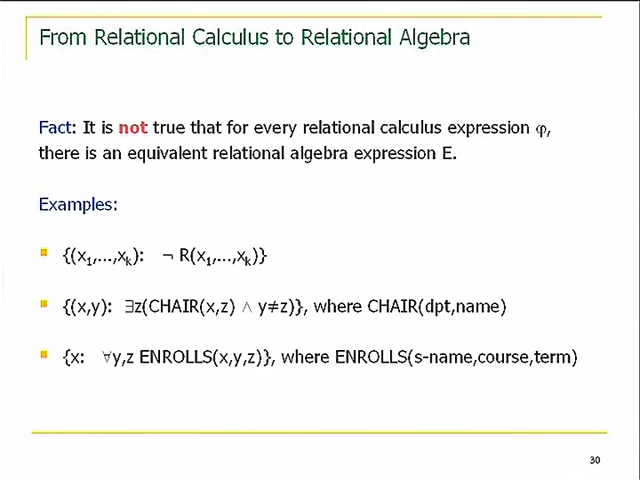 From Relational Calculus to Relational Algebra
Fact: It is not true that for every relational calculus expression φ,
there is an equivalent relational algebra expression E.
Examples:
{(x₁,…,xₖ): ¬ R(x₁,…,xₖ)}
{(x,y): ∃z(CHAIR(x,z) ∧ y≠z)}, where CHAIR(dpt,name)
{x: ∀y,z ENROLLS(x,y,z)}, where ENROLLS(s-name,course,term)
30